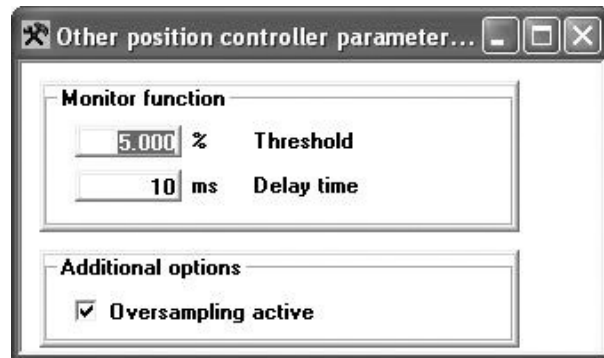 Other position controller parameter...
Monitor function
5.000 % Threshold
10 ms Delay time
Additional options
Oversampling active